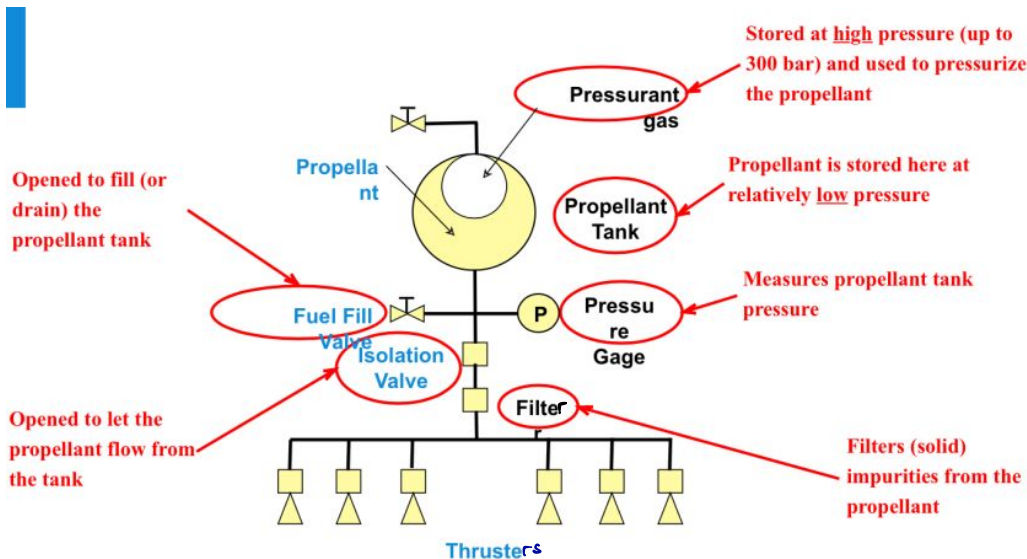 Stored at high pressure (up to
300 bar) and used to pressurize
the propellant
Pressurant
gas
Propella
nt
Opened to fill (or
drain) the
propellant tank
Propellant is stored here at
relatively low pressure
Propellant
Tank
Measures propellant tank
pressure
Fuel Fill
Valve
P
Pressu
re
Gage
Isolation
Valve
Opened to let the
propellant flow from
the tank
Filter
r
Filters (solid)
impurities from the
propellant
Thrusters